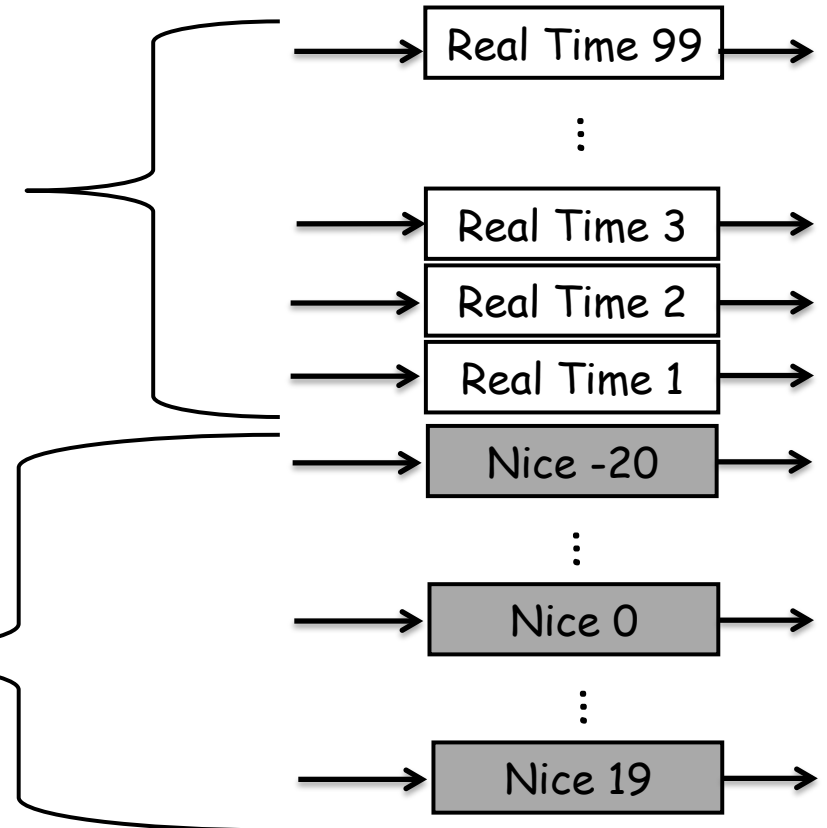 Real Time 99
⋮
Real Time 3
Real Time 2
Real Time 1
Nice -20
⋮
Nice 0
⋮
Nice 19